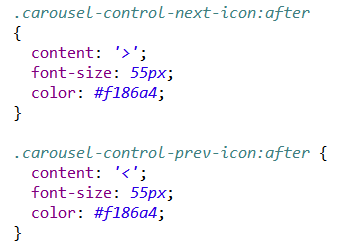 .carousel-control-next-icon:after
{
  content: '>';
  font-size: 55px;
  color: #f186a4;
}

.carousel-control-prev-icon:after {
  content: '<';
  font-size: 55px;
  color: #f186a4;
}